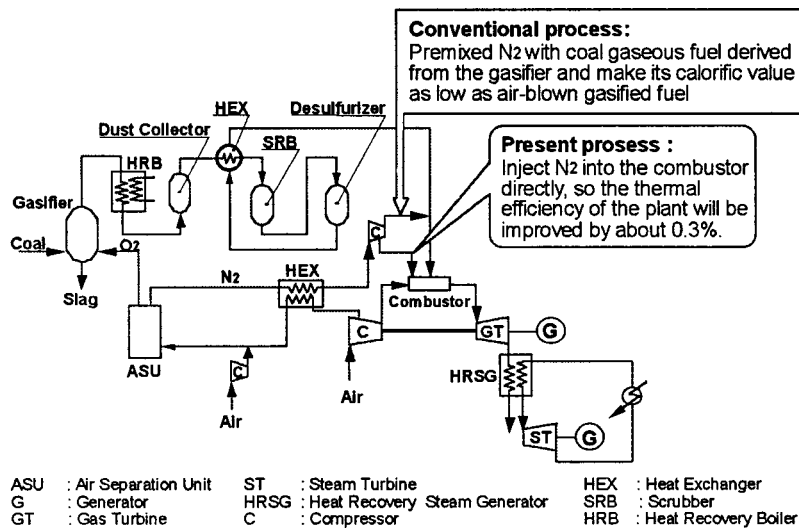 Conventional process:
Premixed N2 with coal gaseous fuel derived
from the gasifier and make its calorific value
as low as air-blown gasified fuel
Present prosess :
Inject N2 into the combustor
directly, so the thermal
efficiency of the plant will be
improved by about 0.3%.
HEX
Desulfurizer
Dust Collector
SRB
HRB
Gasifier
Coal
O2
Slag
C
N2
HEX
Combustor
C
GT
G
ASU
C
Air
Air
HRSG
ST
G
ASU : Air Separation Unit
G : Generator
GT : Gas Turbine
ST : Steam Turbine
HRSG : Heat Recovery Steam Generator
C : Compressor
HEX : Heat Exchanger
SRB : Scrubber
HRB : Heat Recovery Boiler